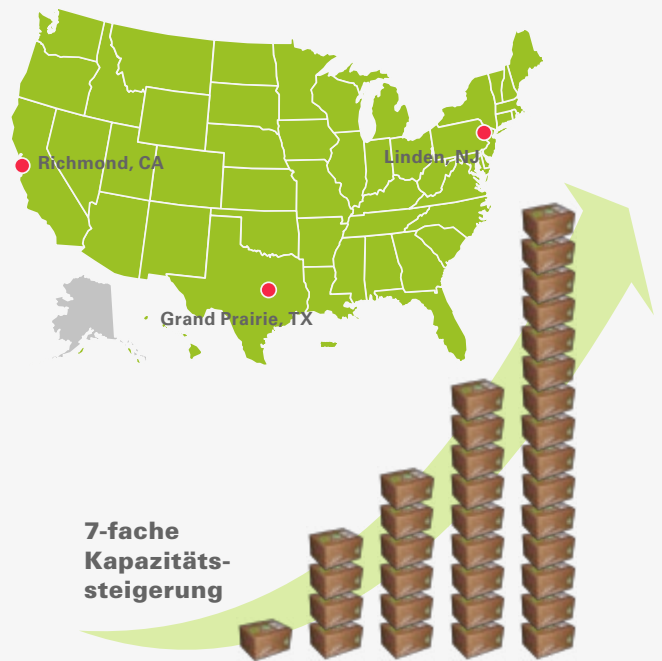 Richmond, CA
Linden, NJ
Grand Prairie, TX
7-fache
Kapazitäts-
steigerung